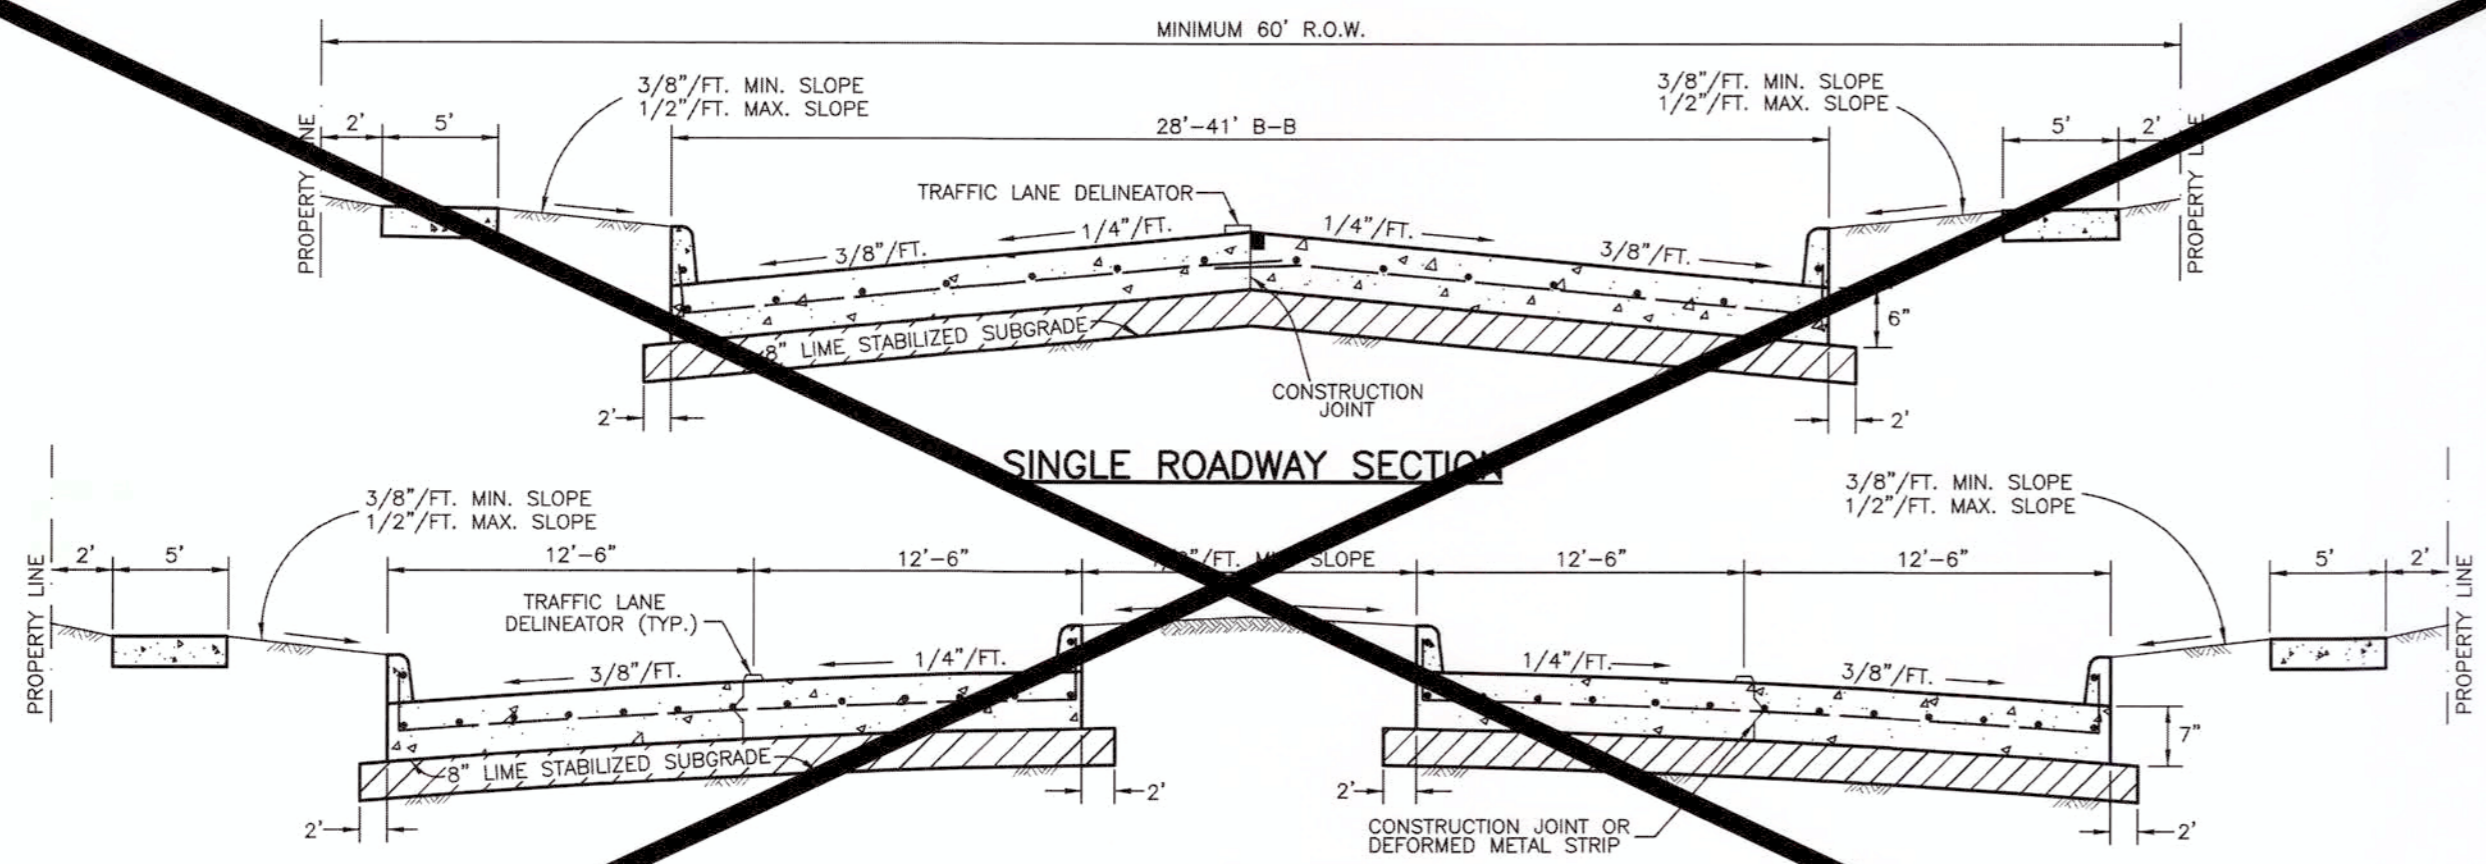 MINIMUM 60' R.O.W.
3/8"/FT. MIN. SLOPE
1/2"/FT. MAX. SLOPE
3/8"/FT. MIN. SLOPE
1/2"/FT. MAX. SLOPE
2'
5'
28'-41' B-B
5'
2'
PROPERTY LINE
PROPERTY LINE
TRAFFIC LANE DELINEATOR
3/8"/FT.
1/4"/FT.
1/4"/FT.
3/8"/FT.
8" LIME STABILIZED SUBGRADE
6"
CONSTRUCTION
JOINT
2'
2'
SINGLE ROADWAY SECTION
3/8"/FT. MIN. SLOPE
1/2"/FT. MAX. SLOPE
3/8"/FT. MIN. SLOPE
1/2"/FT. MAX. SLOPE
2'
5'
12'-6"
12'-6"
"/FT. SLOPE
12'-6"
12'-6"
5'
2'
PROPERTY LINE
PROPERTY LINE
TRAFFIC LANE
DELINEATOR (TYP.)
3/8"/FT.
1/4"/FT.
1/4"/FT.
3/8"/FT.
8" LIME STABILIZED SUBGRADE
7"
2'
2'
2'
2'
CONSTRUCTION JOINT OR
DEFORMED METAL STRIP